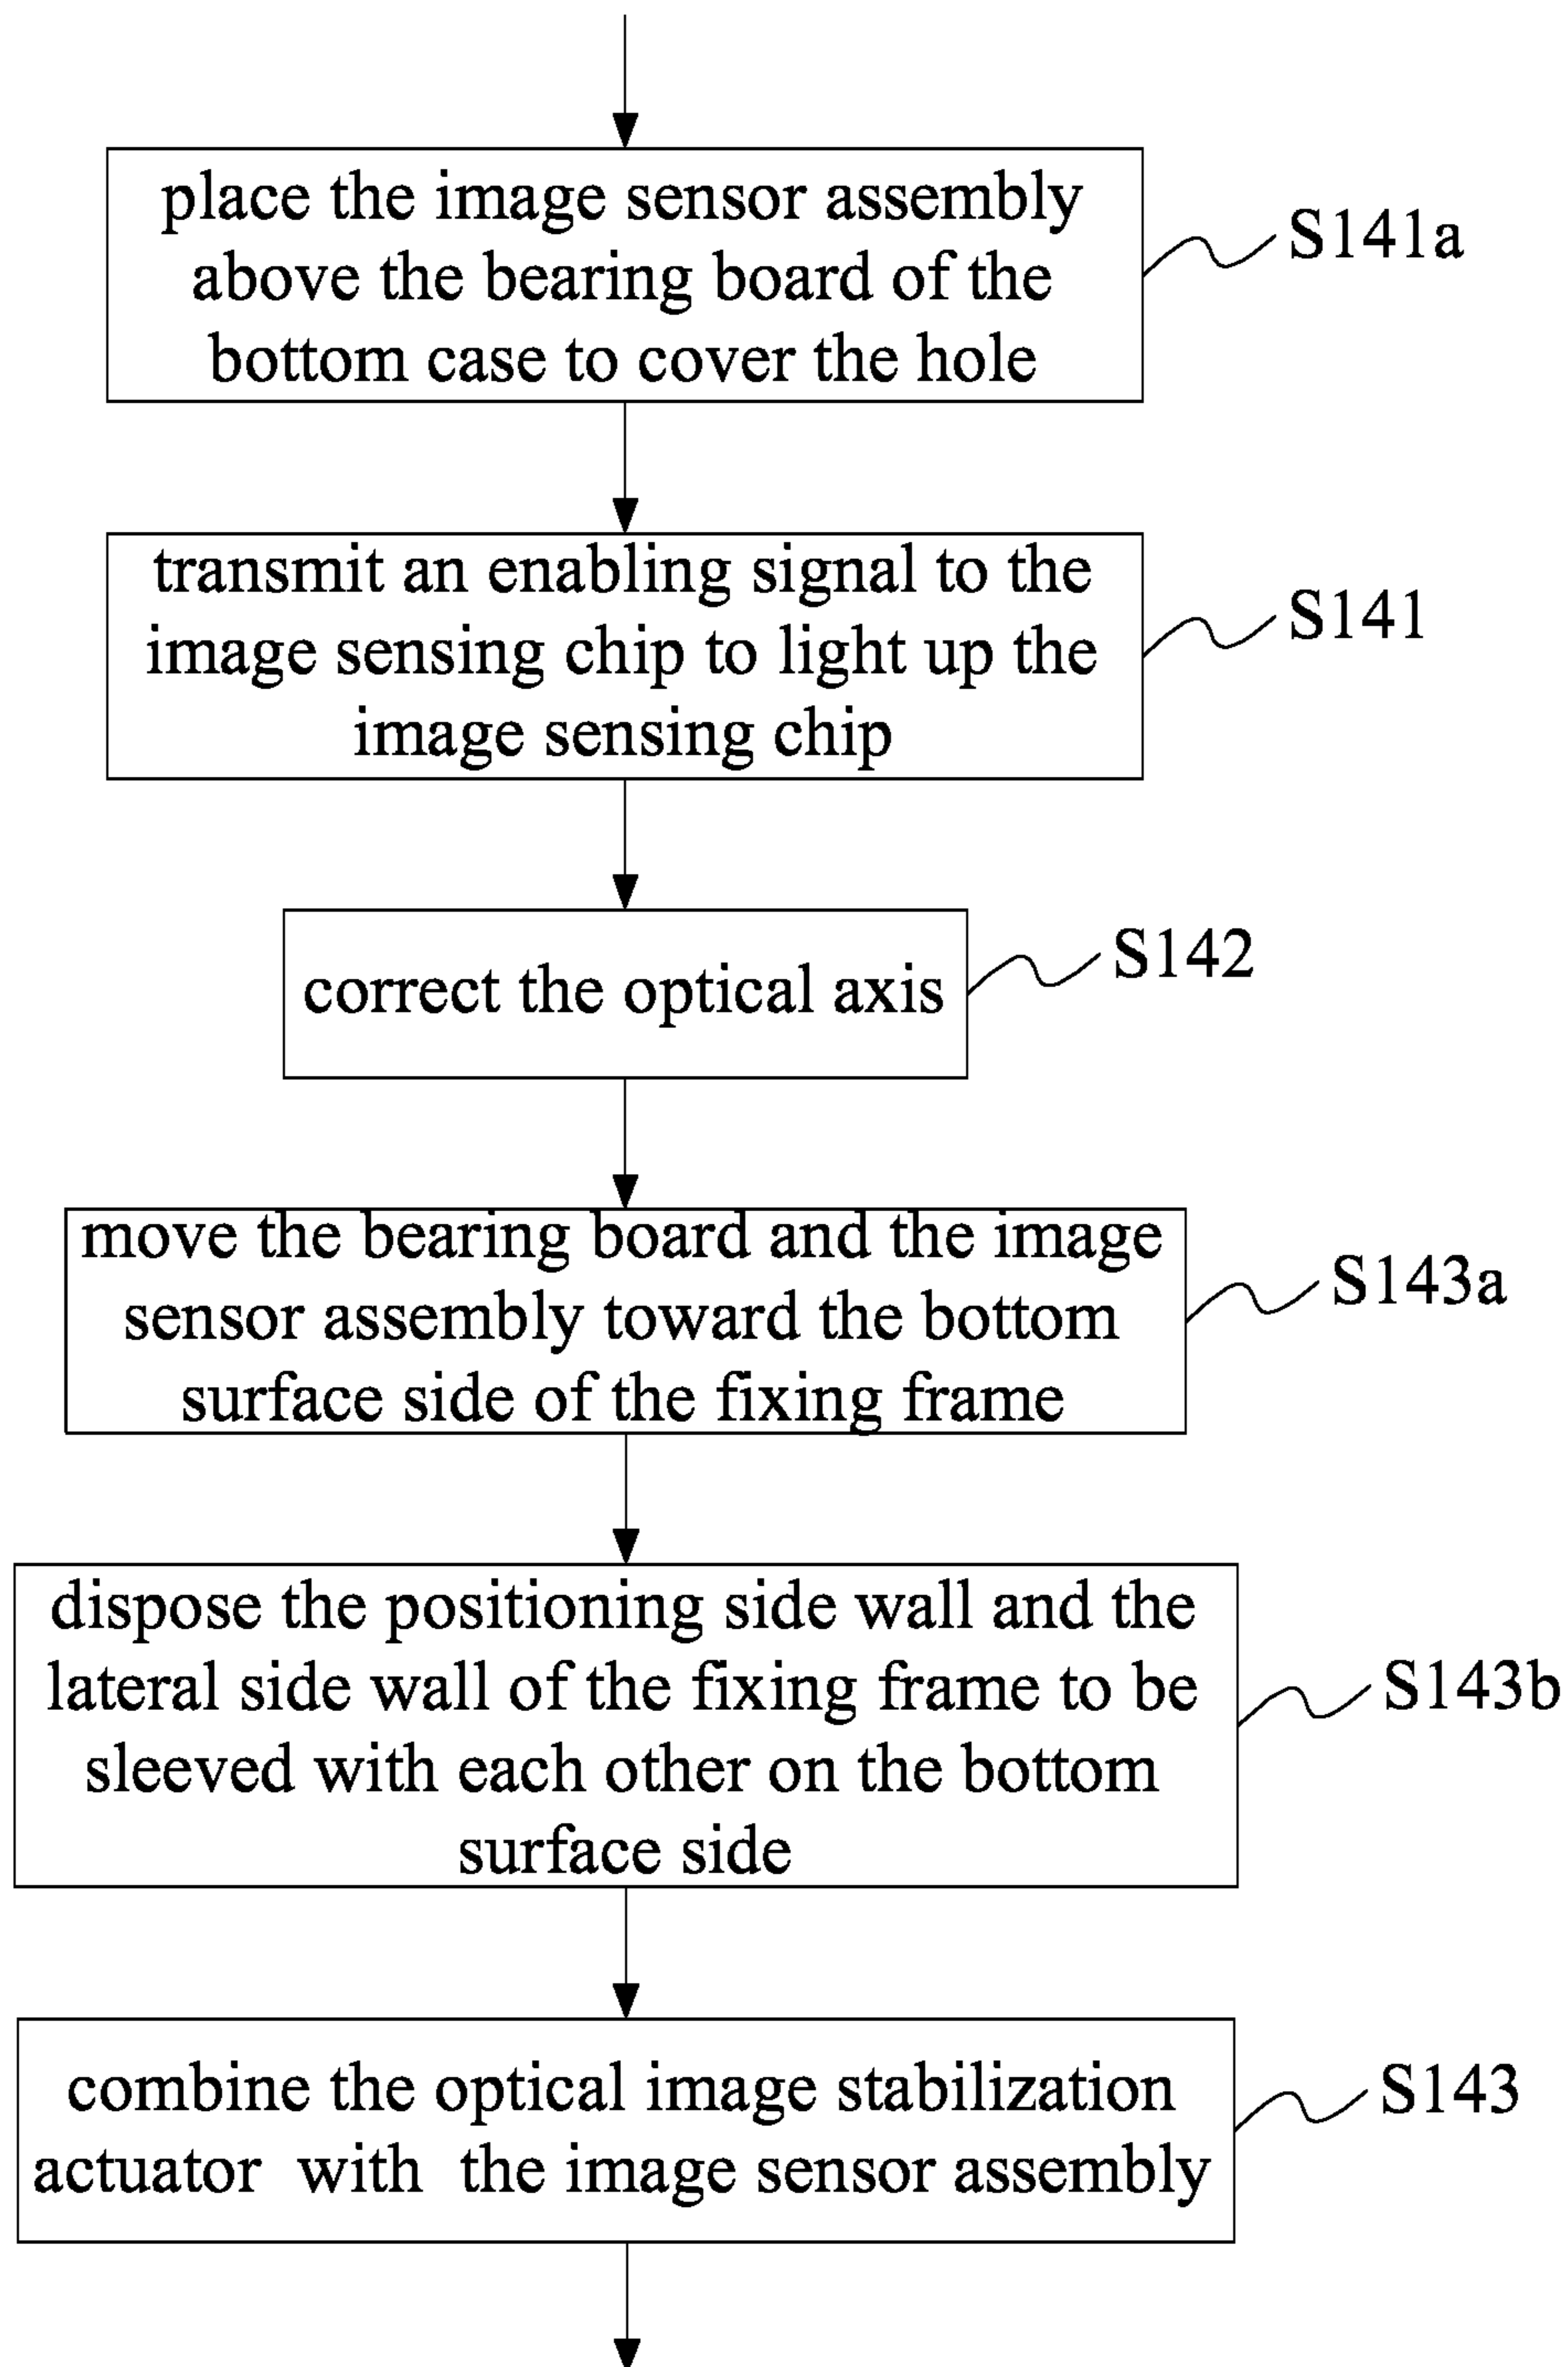 place the image sensor assembly
above the bearing board of the
bottom case to cover the hole
S141a
transmit an enabling signal to the
image sensing chip to light up the
image sensing chip
S141
correct the optical axis
S142
move the bearing board and the image
sensor assembly toward the bottom
surface side of the fixing frame
S143a
dispose the positioning side wall and the
lateral side wall of the fixing frame to be
sleeved with each other on the bottom
surface side
S143b
combine the optical image stabilization
actuator with the image sensor assembly
S143